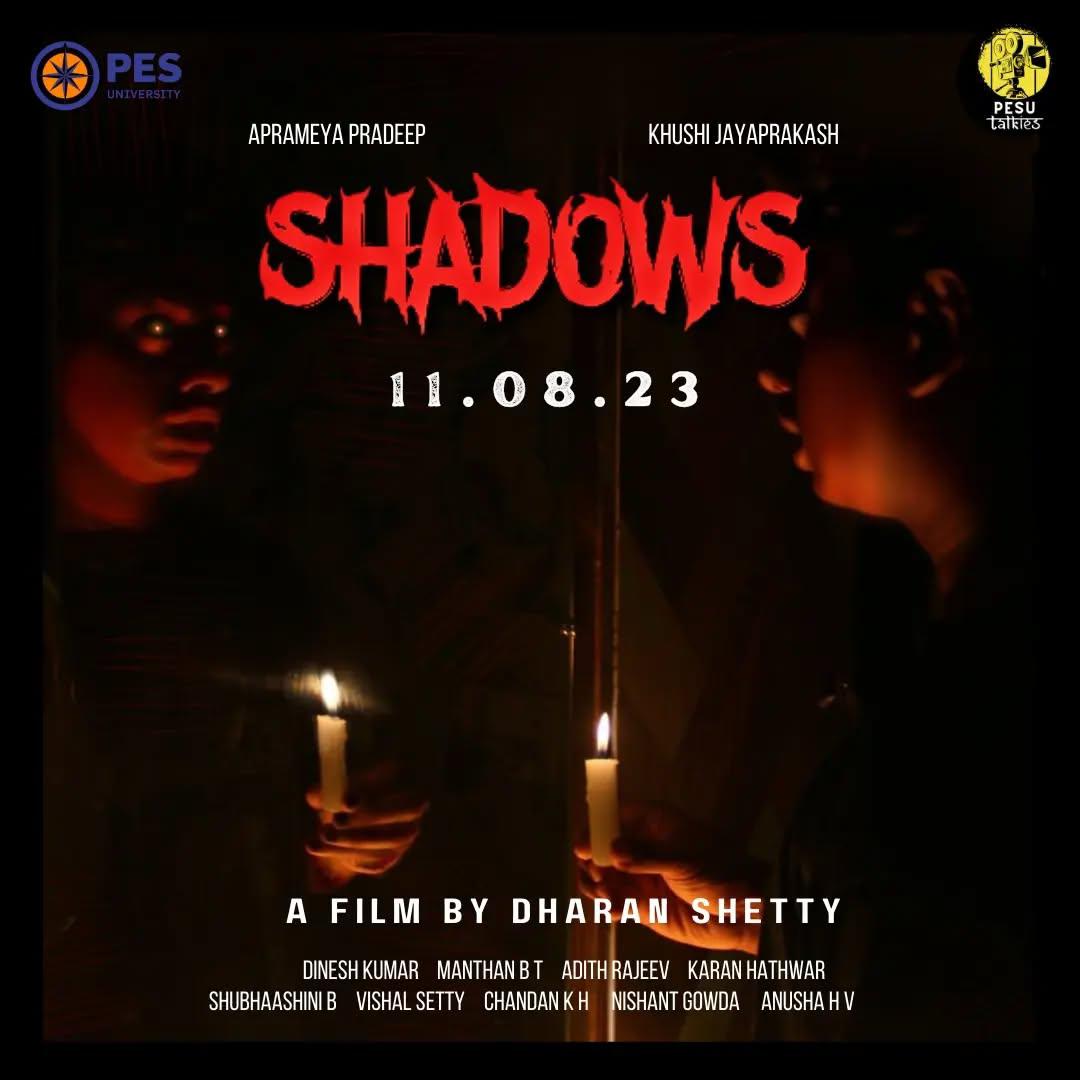 PES
UNIVERSITY
PESU
talkies
APRAMEYA PRADEEP KHUSHI JAYAPRAKASH
SHADOWS
11.08.23
A FILM BY DHARAN SHETTY
DINESH KUMAR MANTHAN B T ADITH RAJEEV KARAN HATHWAR
SHUBHAASHINI B VISHAL SETTY CHANDAN K H NISHANT GOWDA ANUSHA H V